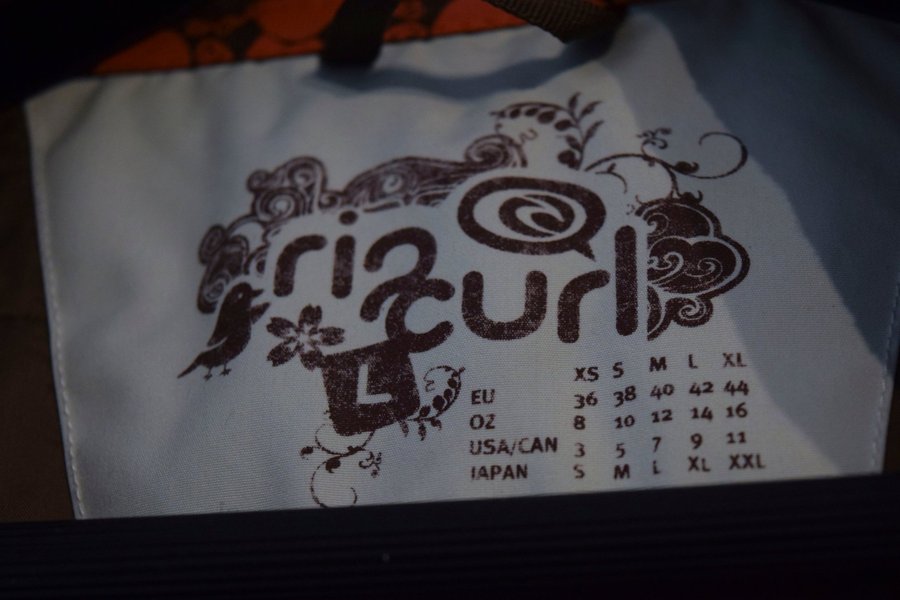 rip
curl
L
XS S M L XL
EU 36 38 40 42 44
OZ 8 10 12 14 16
USA/CAN 3 5 7 9 11
JAPAN S M L XL XXL